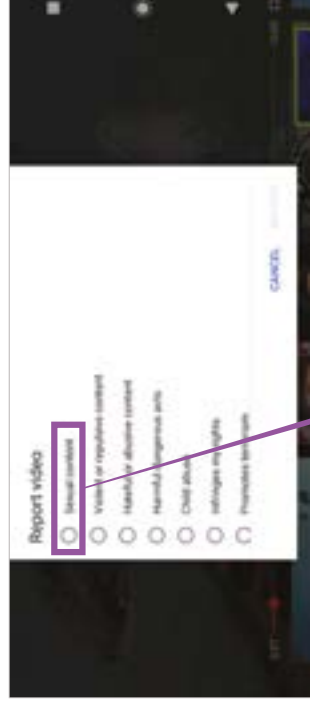 Report video
Sexual content
Violent or repulsive content
Hateful or abusive content
Harmful dangerous acts
Child abuse
Infringes my rights
Promotes terrorism
CANCEL